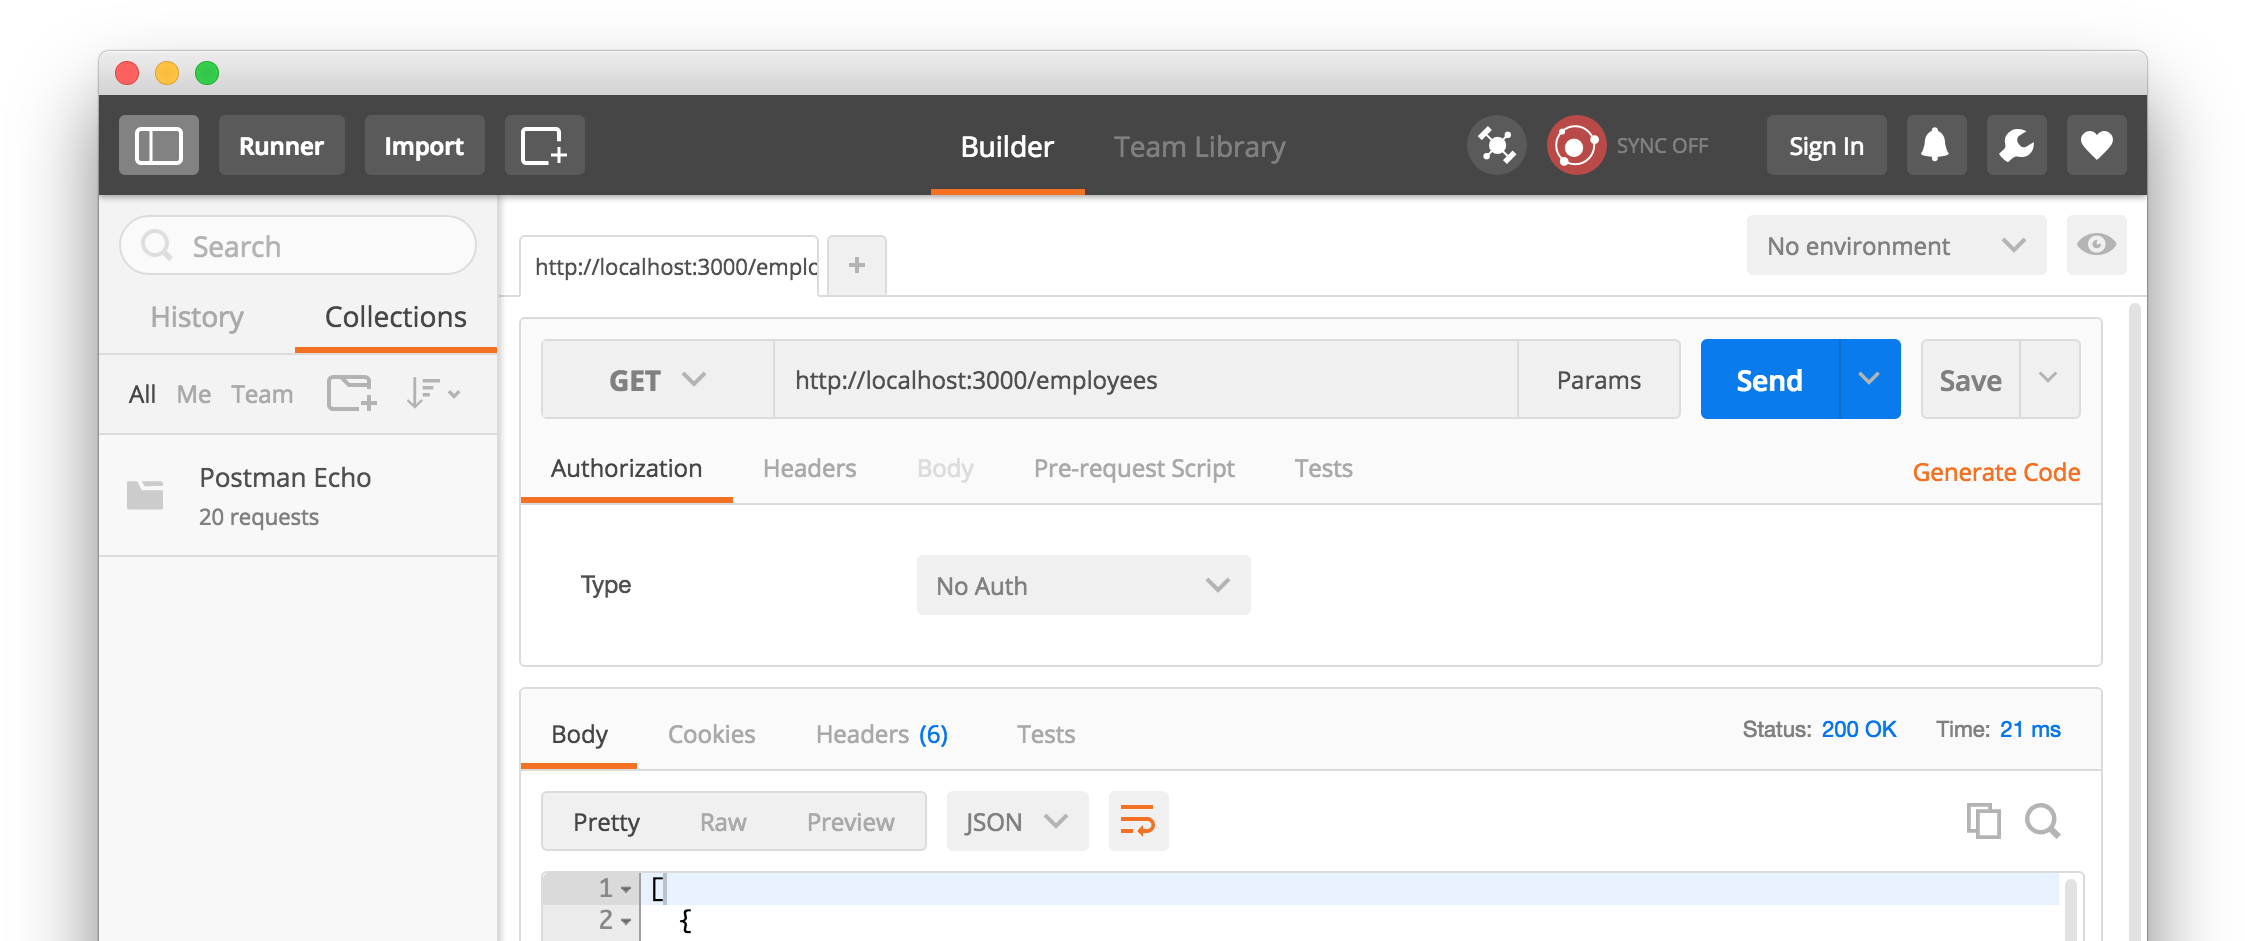 Runner Import Builder Team Library SYNC OFF Sign In
Search
History Collections
All Me Team
Postman Echo
20 requests
http://localhost:3000/emplo + No environment
GET http://localhost:3000/employees Params Send Save
Authorization Headers Body Pre-request Script Tests Generate Code
Type No Auth
Body Cookies Headers (6) Tests Status: 200 OK Time: 21 ms
Pretty Raw Preview JSON
1 [
2 {